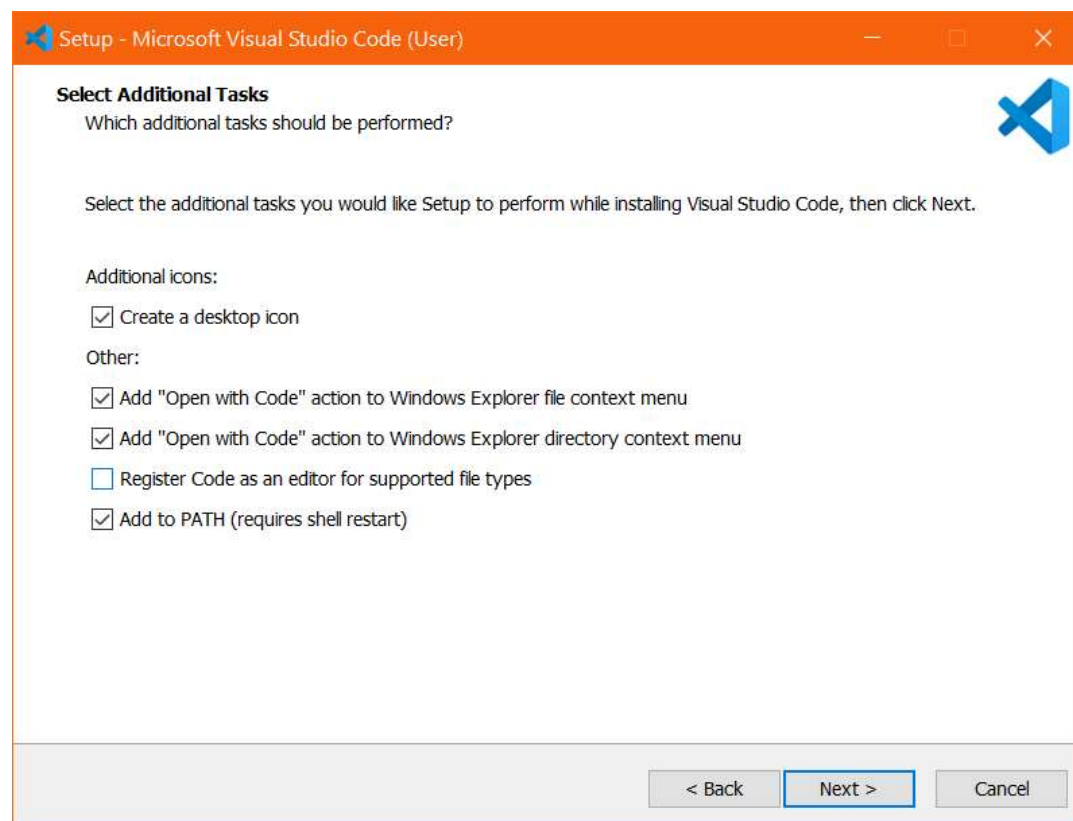 Setup - Microsoft Visual Studio Code (User)
Select Additional Tasks
Which additional tasks should be performed?
Select the additional tasks you would like Setup to perform while installing Visual Studio Code, then click Next.
Additional icons:
Create a desktop icon
Other:
Add "Open with Code" action to Windows Explorer file context menu
Add "Open with Code" action to Windows Explorer directory context menu
Register Code as an editor for supported file types
Add to PATH (requires shell restart)
< Back Next > Cancel